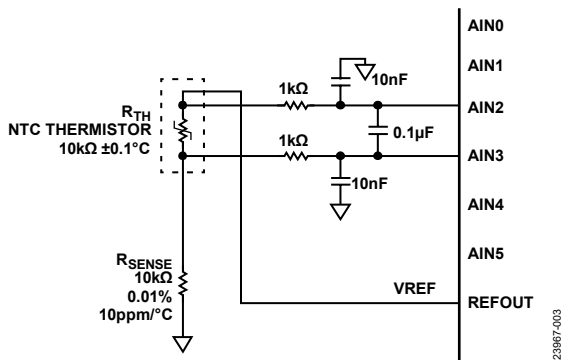 AIN0
AIN1
1kΩ
10nF
AIN2
RTH
NTC THERMISTOR
10kΩ ±0.1°C
0.1µF
1kΩ
AIN3
10nF
AIN4
AIN5
RSENSE
10kΩ
0.01%
10ppm/°C
VREF
REFOUT
23967-003